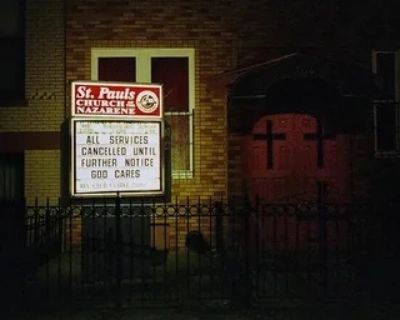 St. Pauls
CHURCH OF THE
NAZARENE
ALL SERVICES
CANCELLED UNTIL
FURTHER NOTICE
GOD CARES